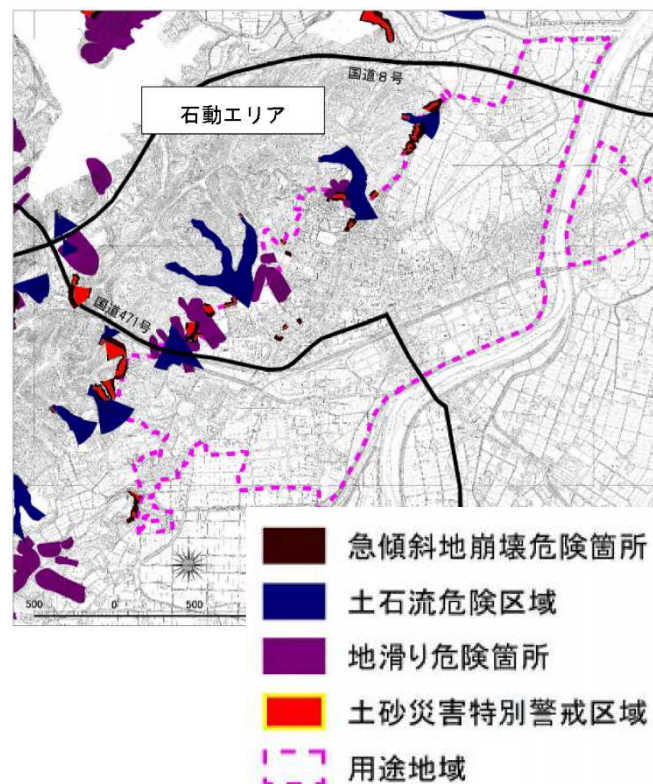 国道8号
石動エリア
国道471号
500 0 500
急傾斜地崩壊危険箇所
土石流危険区域
地滑り危険箇所
土砂災害特別警戒区域
用途地域